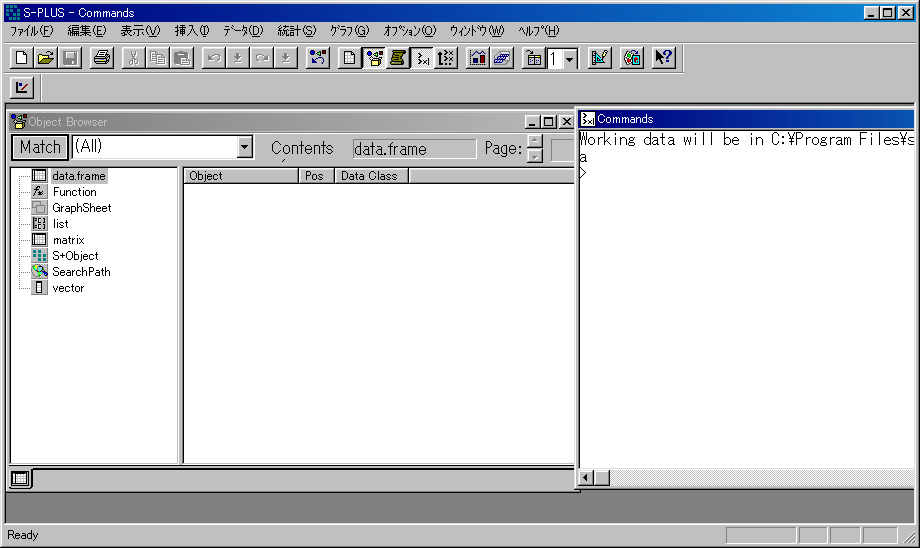 S-PLUS - Commands
ファイル(F) 編集(E) 表示(V) 挿入(I) データ(D) 統計(S) グラフ(G) オプション(O) ウィンドウ(W) ヘルプ(H)
1
Object Browser
Match (All) Contents data.frame Page:
data.frame
Function
GraphSheet
list
matrix
S+Object
SearchPath
vector
Object Pos Data Class
Commands
Working data will be in C:¥Program Files¥s
a
>
Ready